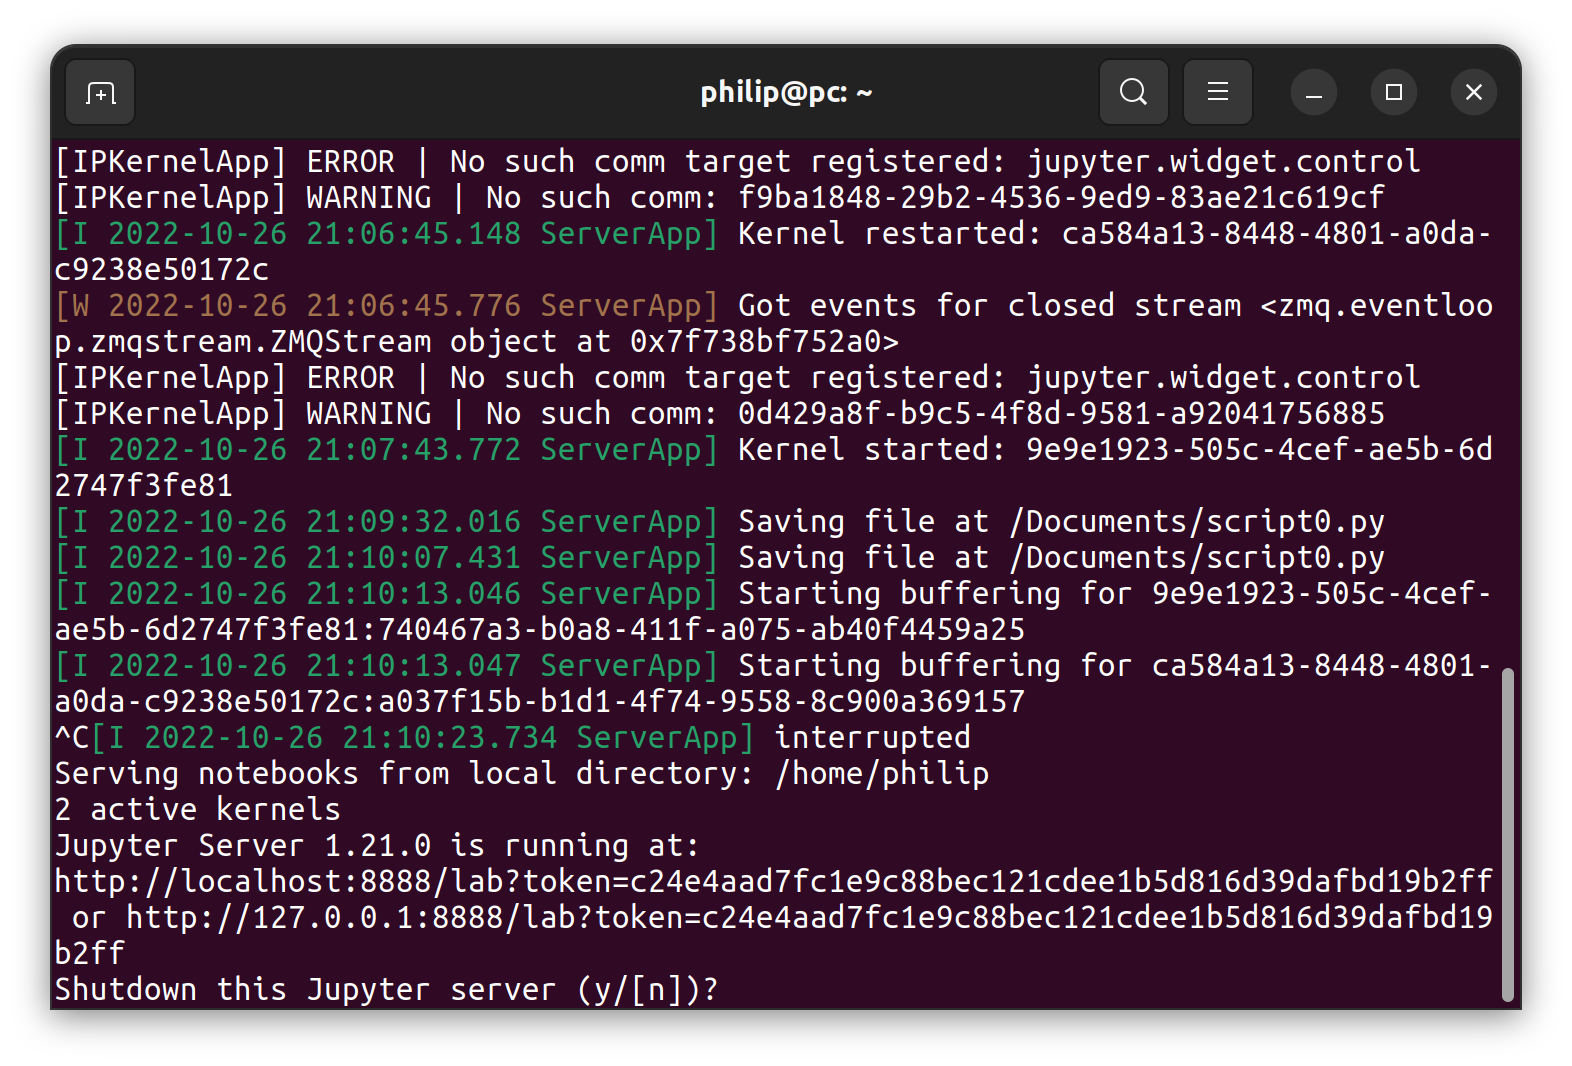 philip@pc: ~
[IPKernelApp] ERROR | No such comm target registered: jupyter.widget.control
[IPKernelApp] WARNING | No such comm: f9ba1848-29b2-4536-9ed9-83ae21c619cf
[I 2022-10-26 21:06:45.148 ServerApp] Kernel restarted: ca584a13-8448-4801-a0da-
c9238e50172c
[W 2022-10-26 21:06:45.776 ServerApp] Got events for closed stream <zmq.eventloo
p.zmqstream.ZMQStream object at 0x7f738bf752a0>
[IPKernelApp] ERROR | No such comm target registered: jupyter.widget.control
[IPKernelApp] WARNING | No such comm: 0d429a8f-b9c5-4f8d-9581-a92041756885
[I 2022-10-26 21:07:43.772 ServerApp] Kernel started: 9e9e1923-505c-4cef-ae5b-6d
2747f3fe81
[I 2022-10-26 21:09:32.016 ServerApp] Saving file at /Documents/script0.py
[I 2022-10-26 21:10:07.431 ServerApp] Saving file at /Documents/script0.py
[I 2022-10-26 21:10:13.046 ServerApp] Starting buffering for 9e9e1923-505c-4cef-
ae5b-6d2747f3fe81:740467a3-b0a8-411f-a075-ab40f4459a25
[I 2022-10-26 21:10:13.047 ServerApp] Starting buffering for ca584a13-8448-4801-
a0da-c9238e50172c:a037f15b-b1d1-4f74-9558-8c900a369157
^C[I 2022-10-26 21:10:23.734 ServerApp] interrupted
Serving notebooks from local directory: /home/philip
2 active kernels
Jupyter Server 1.21.0 is running at:
http://localhost:8888/lab?token=c24e4aad7fc1e9c88bec121cdee1b5d816d39dafbd19b2ff
 or http://127.0.0.1:8888/lab?token=c24e4aad7fc1e9c88bec121cdee1b5d816d39dafbd19
b2ff
Shutdown this Jupyter server (y/[n])?